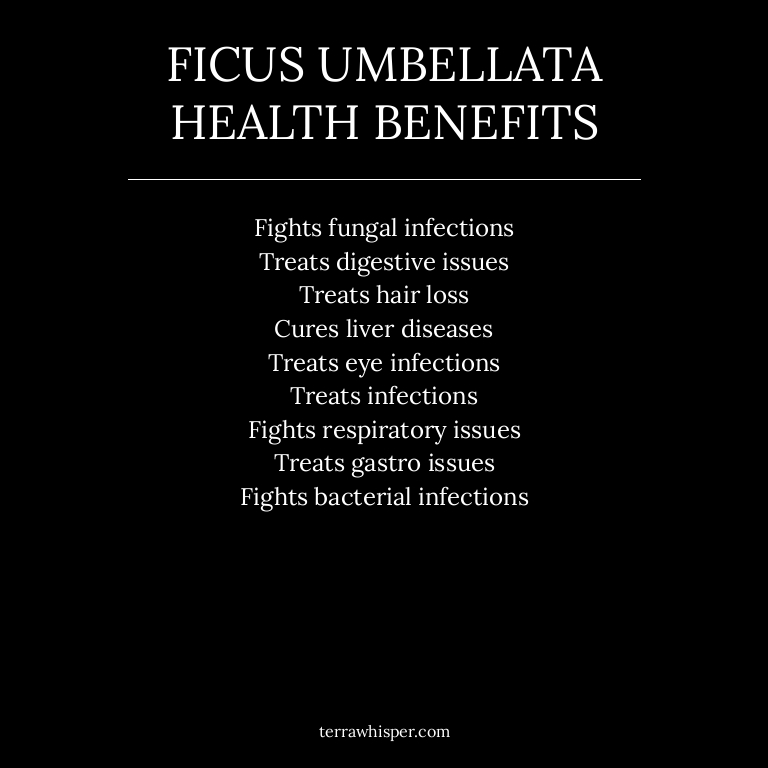 FICUS UMBELLATA
HEALTH BENEFITS
Fights fungal infections
Treats digestive issues
Treats hair loss
Cures liver diseases
Treats eye infections
Treats infections
Fights respiratory issues
Treats gastro issues
Fights bacterial infections
terrawhisper.com